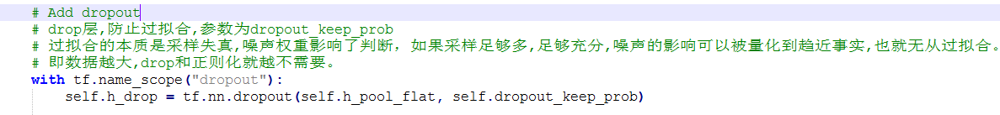 # Add dropout
# drop层,防止过拟合,参数为dropout_keep_prob
# 过拟合的本质是采样失真,噪声权重影响了判断，如果采样足够多,足够充分,噪声的影响可以被量化到趋近事实,也就无从过拟合。
# 即数据越大,drop和正则化就越不需要。
with tf.name_scope("dropout"):
    self.h_drop = tf.nn.dropout(self.h_pool_flat, self.dropout_keep_prob)